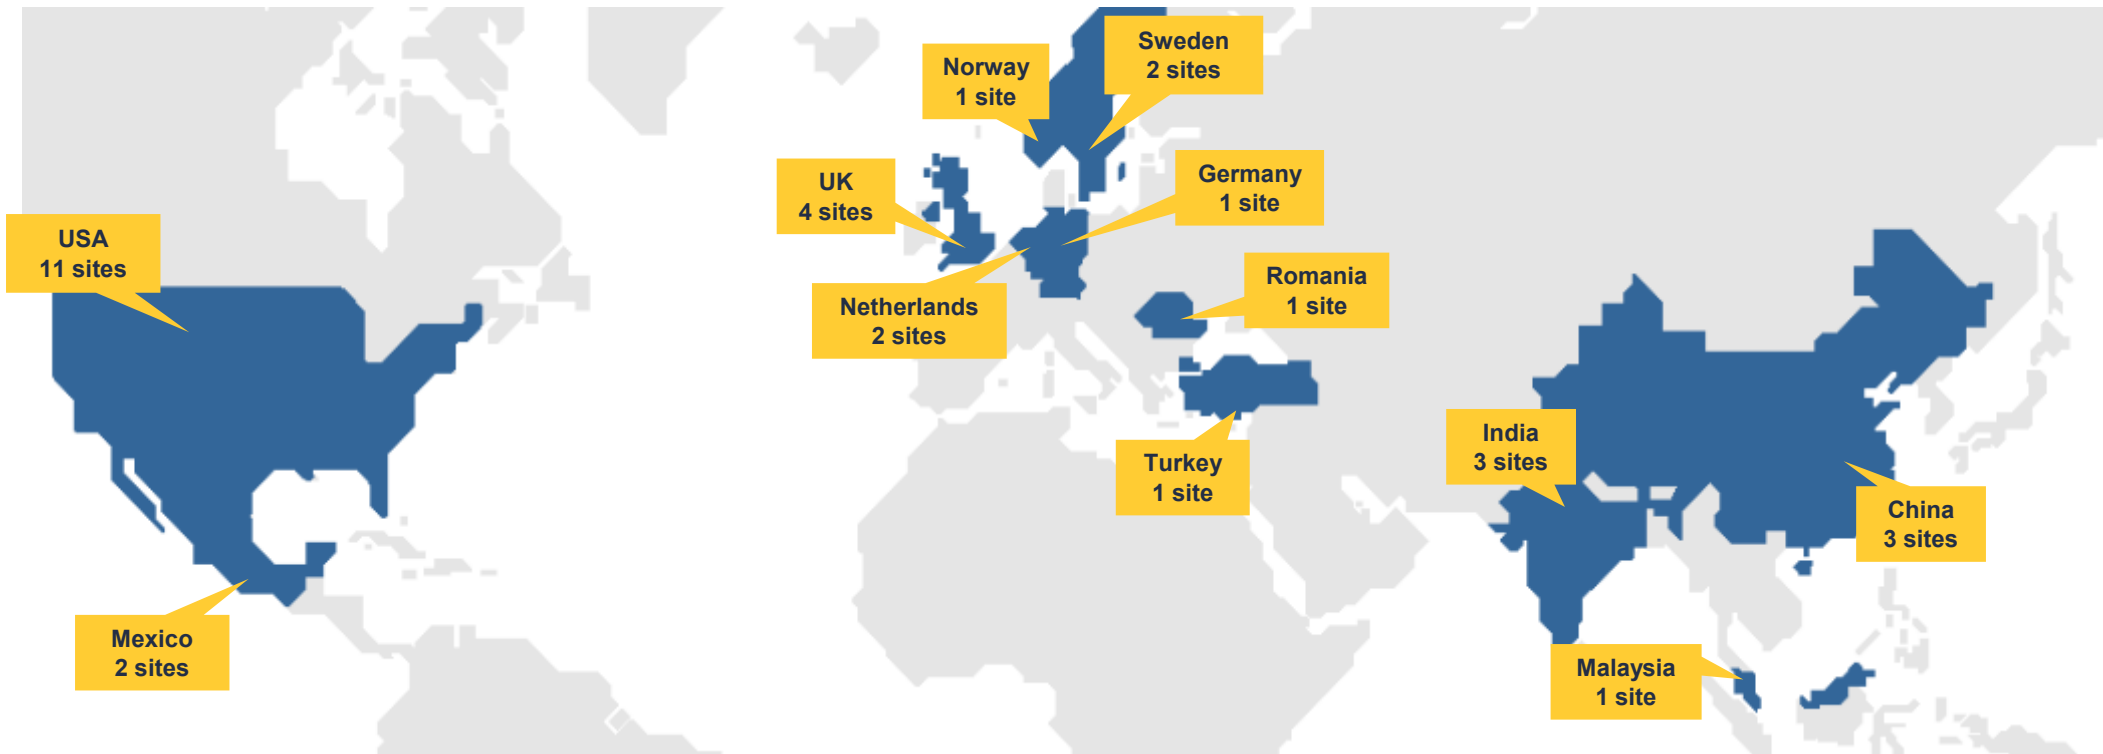 Sweden
2 sites
Norway
1 site
UK
4 sites
Germany
1 site
USA
11 sites
Romania
1 site
Netherlands
2 sites
India
3 sites
Turkey
1 site
China
3 sites
Mexico
2 sites
Malaysia
1 site